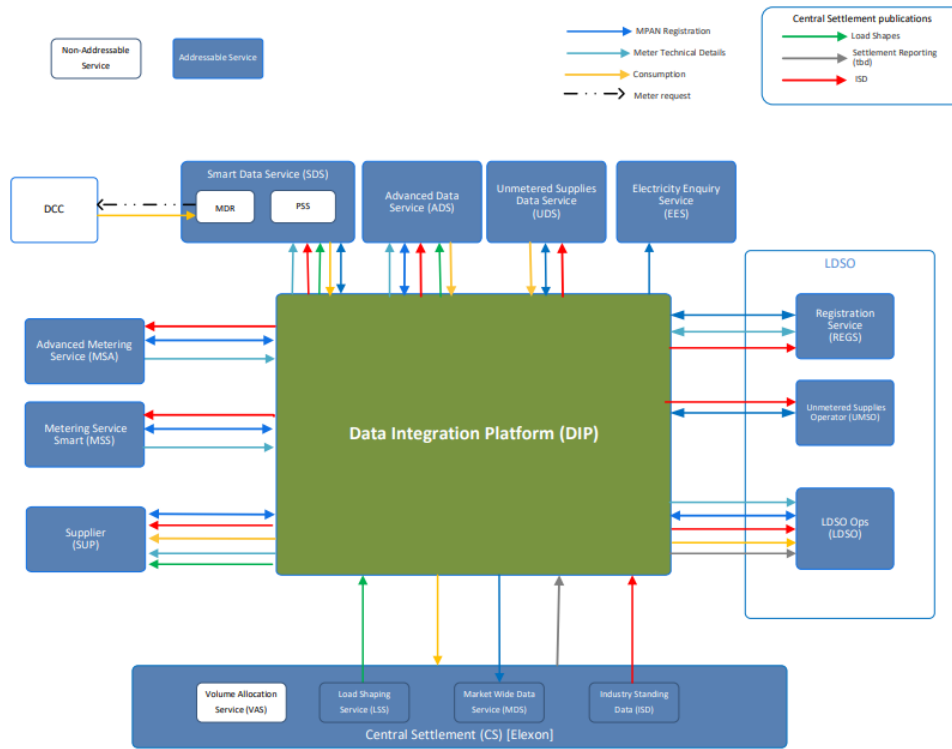 Non-Addressable
Service
Addressable Service
MPAN Registration
Meter Technical Details
Consumption
Meter request
Central Settlement publications
Load Shapes
Settlement Reporting
(tbd)
ISD
DCC
Smart Data Service (SDS)
MDR
PSS
Advanced Data
Service (ADS)
Unmetered Supplies
Data Service
(UDS)
Electricity Enquiry
Service
(EES)
LDSO
Registration
Service
(REGS)
Unmetered Supplies
Operator (UMSO)
LDSO Ops
(LDSO)
Advanced Metering
Service (MSA)
Metering Service
Smart (MSS)
Supplier
(SUP)
Data Integration Platform (DIP)
Volume Allocation
Service (VAS)
Load Shaping
Service (LSS)
Market Wide Data
Service (MDS)
Industry Standing
Data (ISD)
Central Settlement (CS) [Elexon]